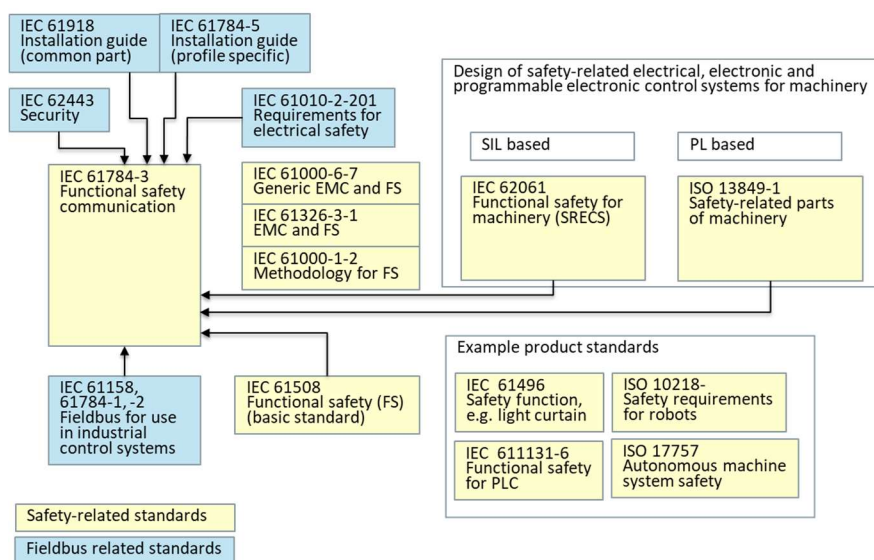 IEC 61918
Installation guide
(common part)
IEC 61784-5
Installation guide
(profile specific)
IEC 62443
Security
IEC 61010-2-201
Requirements for
electrical safety
Design of safety-related electrical, electronic and
programmable electronic control systems for machinery
SIL based
PL based
IEC 61784-3
Functional safety
communication
IEC 61000-6-7
Generic EMC and FS
IEC 61326-3-1
EMC and FS
IEC 61000-1-2
Methodology for FS
IEC 62061
Functional safety for
machinery (SRECS)
ISO 13849-1
Safety-related parts
of machinery
IEC 61158,
61784-1, -2
Fieldbus for use
in industrial
control systems
IEC 61508
Functional safety (FS)
(basic standard)
Example product standards
IEC 61496
Safety function,
e.g. light curtain
ISO 10218-
Safety requirements
for robots
IEC 611131-6
Functional safety
for PLC
ISO 17757
Autonomous machine
system safety
Safety-related standards
Fieldbus related standards